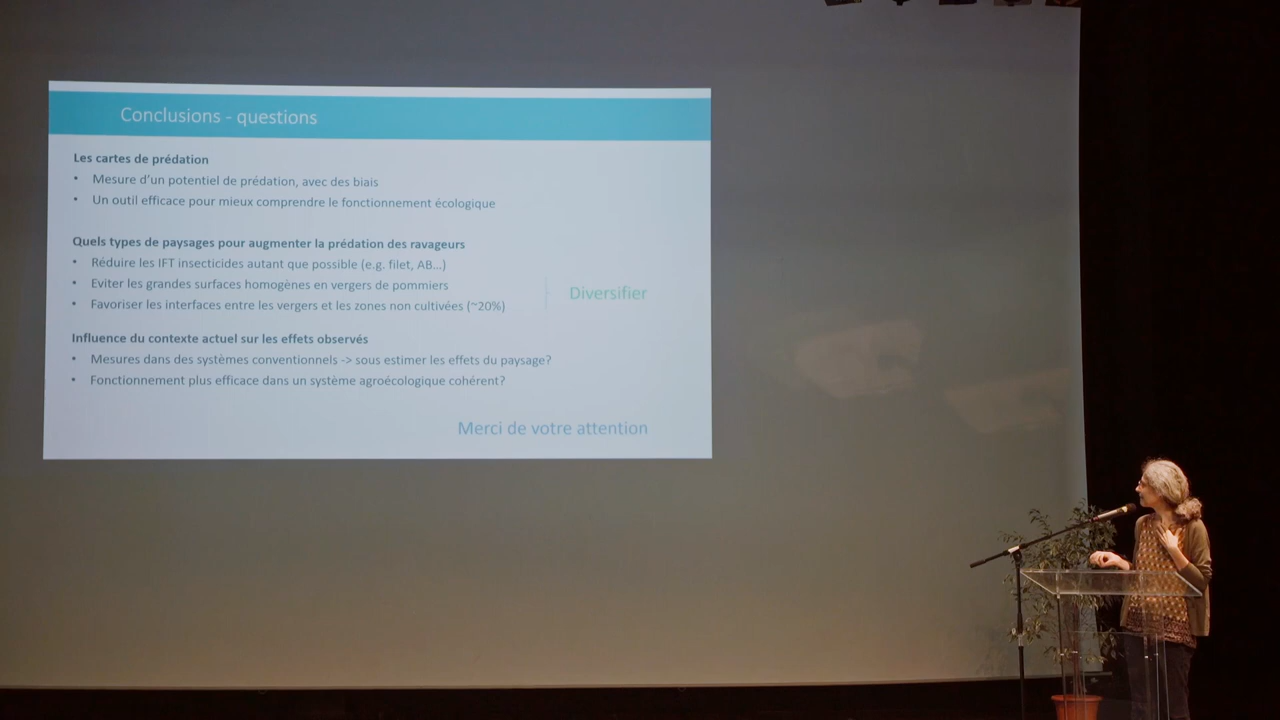 Conclusions - questions
Les cartes de prédation
• Mesure d'un potentiel de prédation, avec des biais
• Un outil efficace pour mieux comprendre le fonctionnement écologique
Quels types de paysages pour augmenter la prédation des ravageurs
• Réduire les IFT insecticides autant que possible (e.g. filet, AB...)
• Eviter les grandes surfaces homogènes en vergers de pommiers
• Favoriser les interfaces entre les vergers et les zones non cultivées (~20%)
Diversifier
Influence du contexte actuel sur les effets observés
• Mesures dans des systèmes conventionnels -> sous estimer les effets du paysage?
• Fonctionnement plus efficace dans un système agroécologique cohérent?
Merci de votre attention